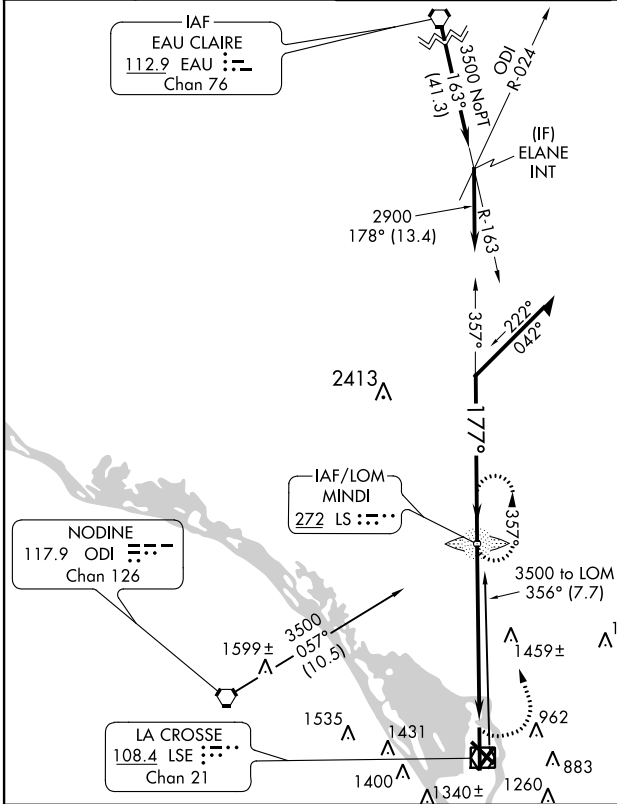 IAF
EAU CLAIRE
112.9 EAU
Chan 76
3500 NoPT
163°
(41.3)
ODI
R-024
(IF)
ELANE
INT
2900
178° (13.4)
R-163
357°
222°
042°
2413
177°
IAF/LOM
MINDI
272 LS
357°
NODINE
117.9 ODI
Chan 126
3500 to LOM
356° (7.7)
3500
057°
(10.5)
1599±
1459±
1
LA CROSSE
108.4 LSE
Chan 21
1535
1431
1400
1340±
962
883
1260